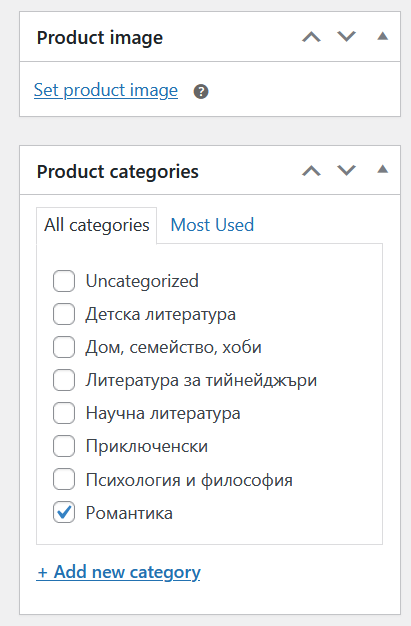 Product image
Set product image ?
Product categories
All categories Most Used
Uncategorized
Детска литература
Дом, семейство, хоби
Литература за тийнейджъри
Научна литература
Приключенски
Психология и философия
Романтика
+ Add new category